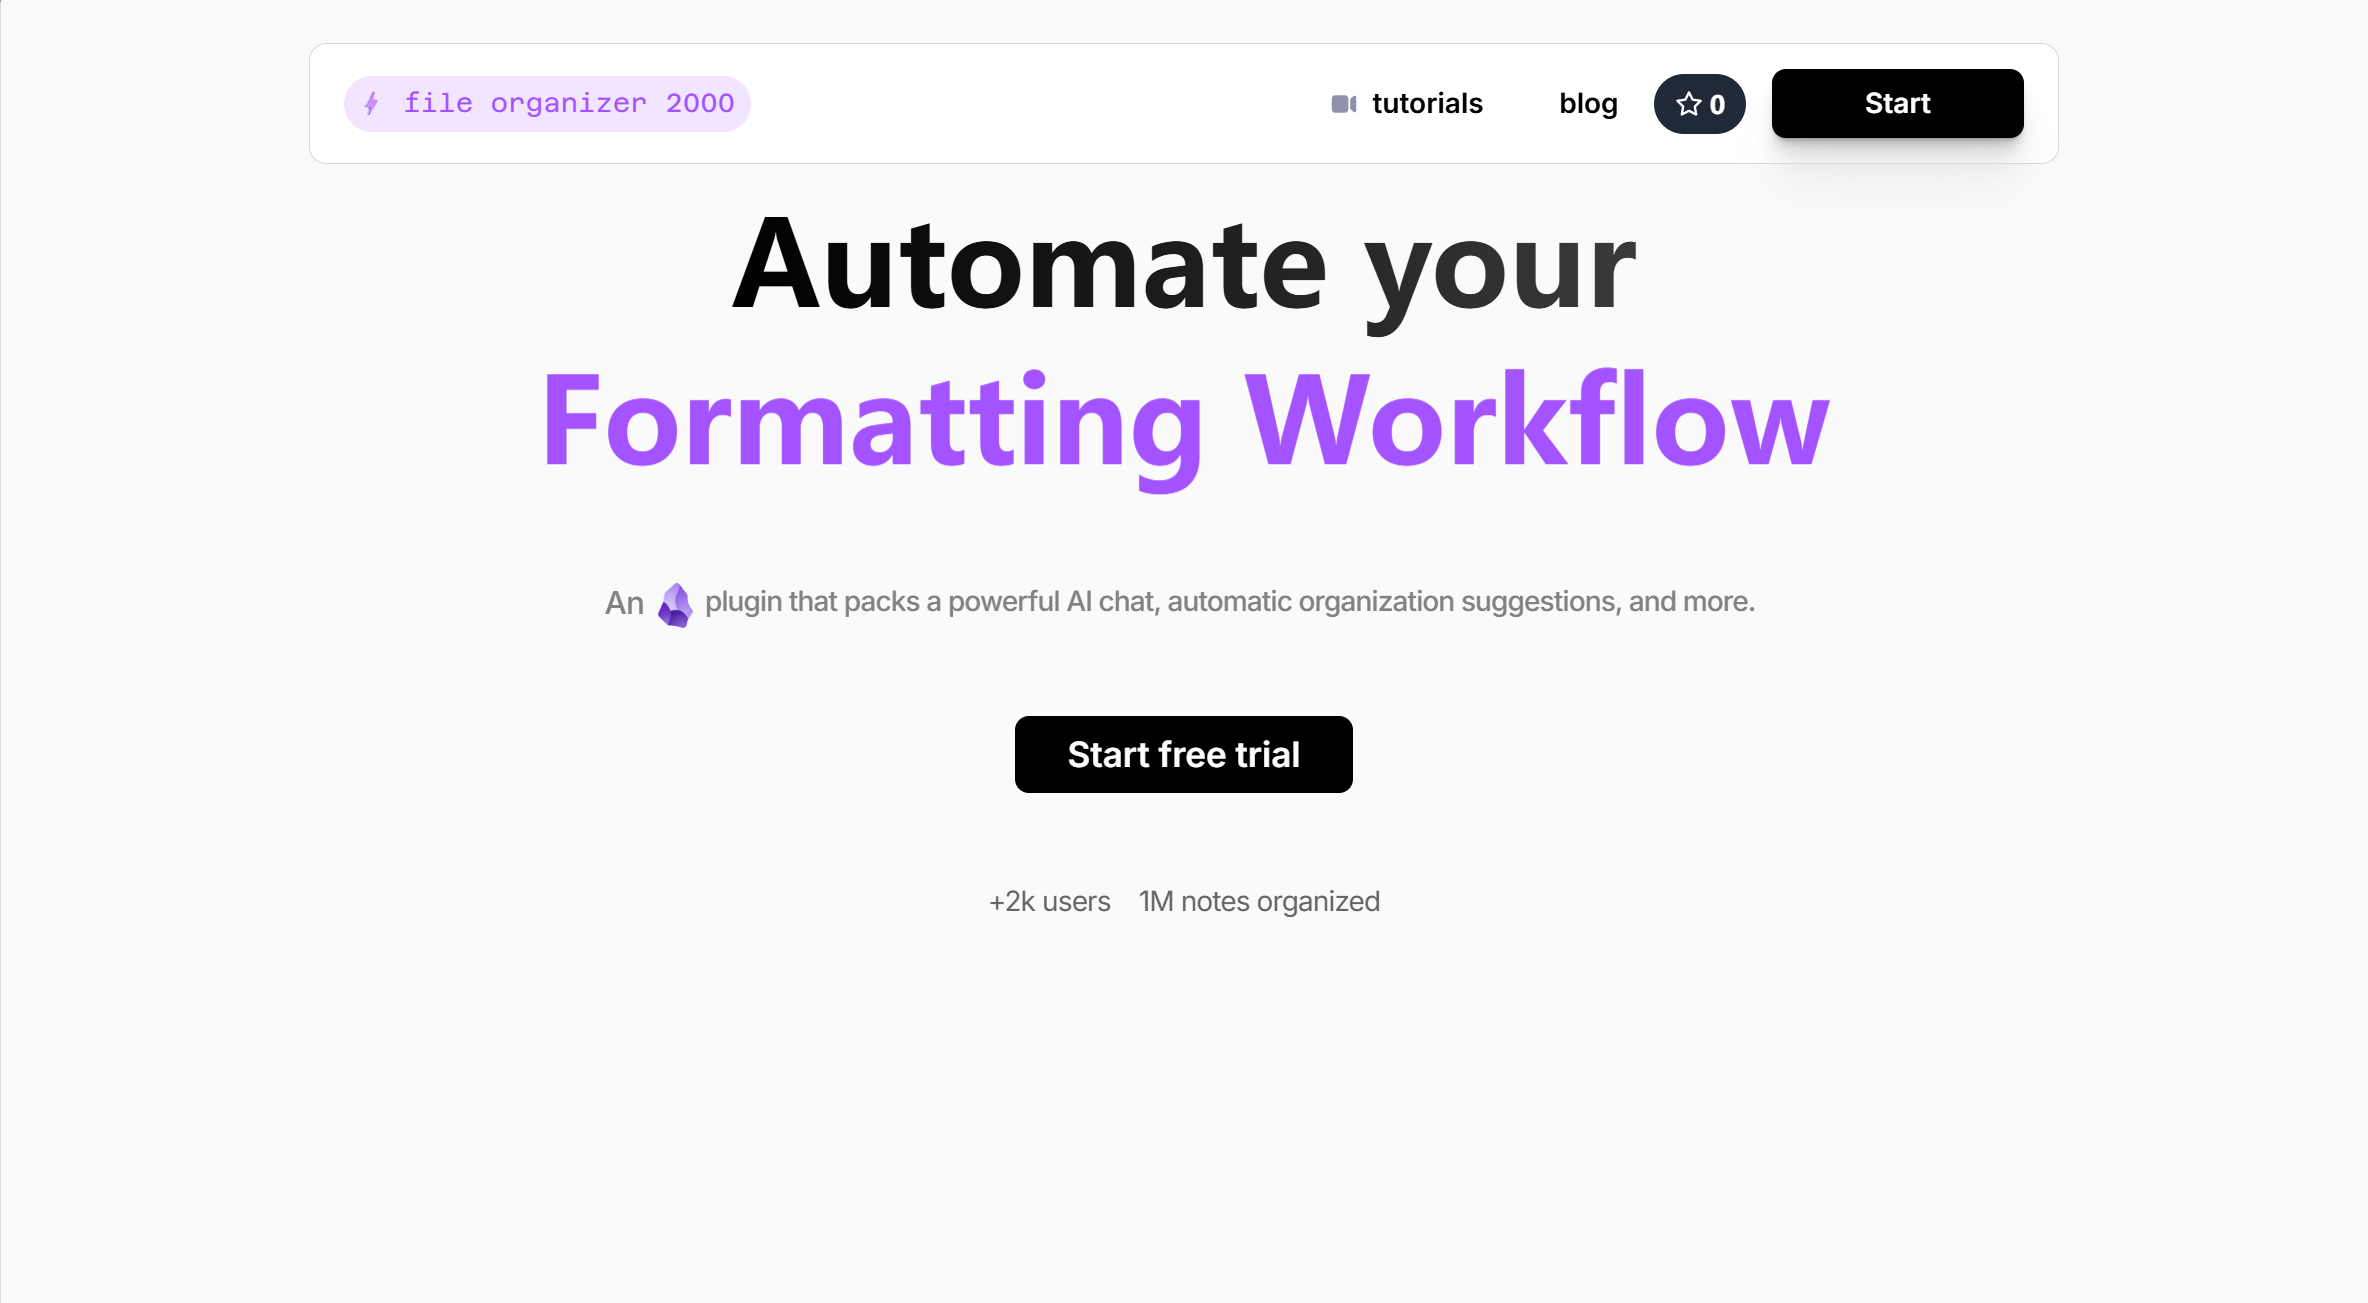 file organizer 2000
tutorials
blog
0
Start
Automate your
Formatting Workflow
An plugin that packs a powerful AI chat, automatic organization suggestions, and more.
Start free trial
+2k users 1M notes organized